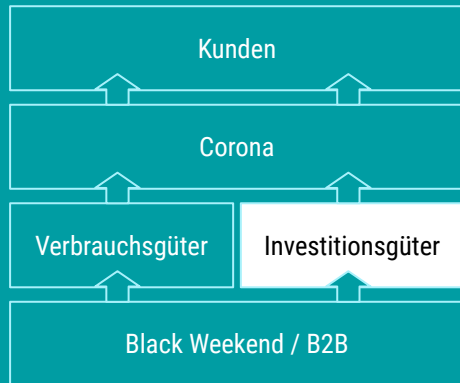 Kunden
Corona
Verbrauchsgüter
Investitionsgüter
Black Weekend / B2B